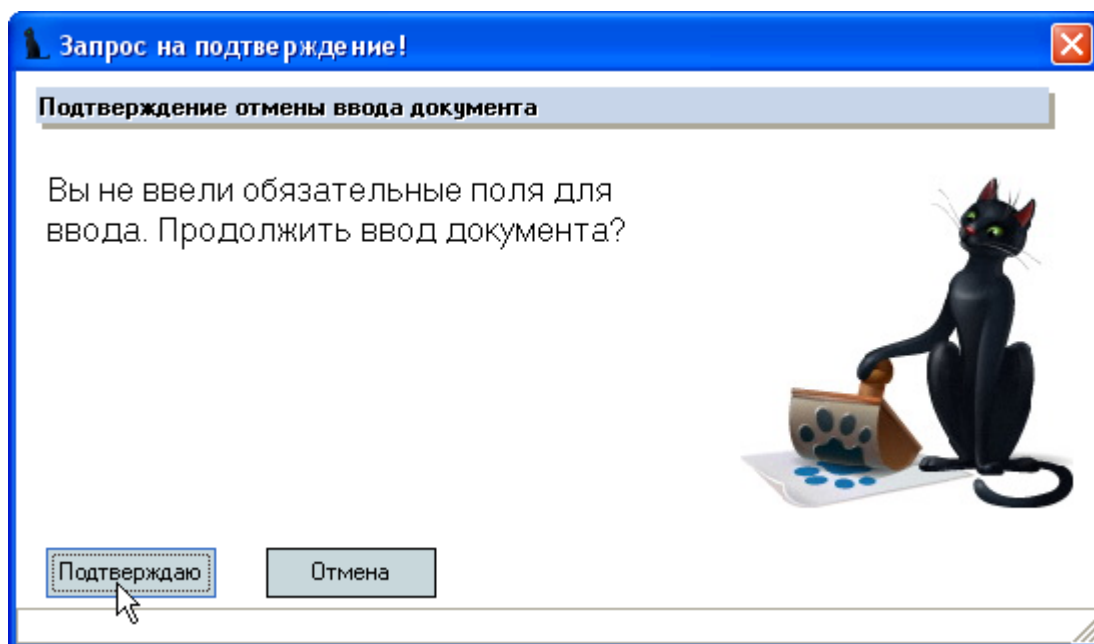 Запрос на подтверждение!
Подтверждение отмены ввода документа
Вы не ввели обязательные поля для
ввода. Продолжить ввод документа?
Подтверждаю
Отмена